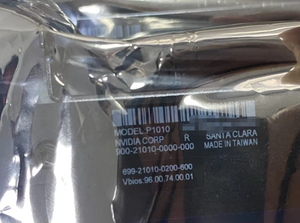 MODEL:P1010
NVIDIA CORP R SANTA CLARA
900-21010-0000-000 MADE IN TAIWAN
699-21010-0200-600
Vbios:96.00.74.00.01